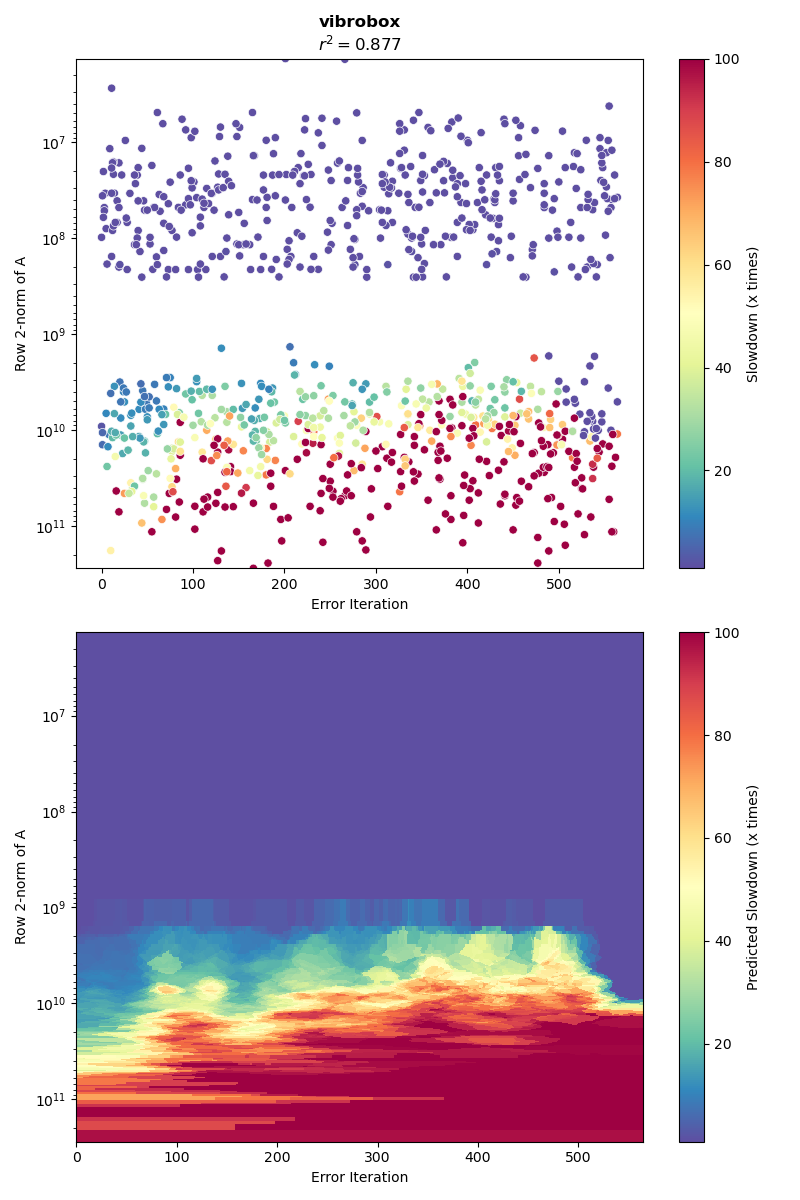 vibrobox
r² = 0.877
10⁷
10⁸
10⁹
10¹⁰
10¹¹
Row 2-norm of A
0 100 200 300 400 500
Error Iteration
100
80
60
40
20
Slowdown (x times)
10⁷
10⁸
10⁹
10¹⁰
10¹¹
Row 2-norm of A
0 100 200 300 400 500
Error Iteration
100
80
60
40
20
Predicted Slowdown (x times)